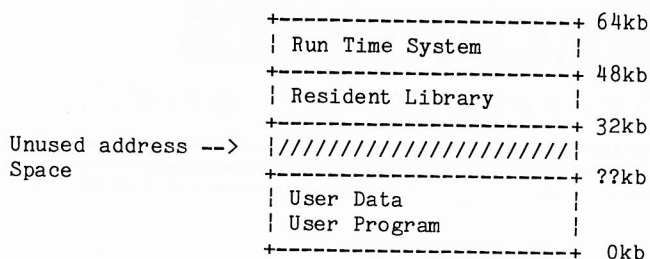 +-----------------------+ 64kb
¦ Run Time System ¦
+-----------------------+ 48kb
¦ Resident Library ¦
+-----------------------+ 32kb
Unused address --> ¦///////////////////////¦
Space +-----------------------+ ??kb
¦ User Data ¦
¦ User Program ¦
+-----------------------+ 0kb